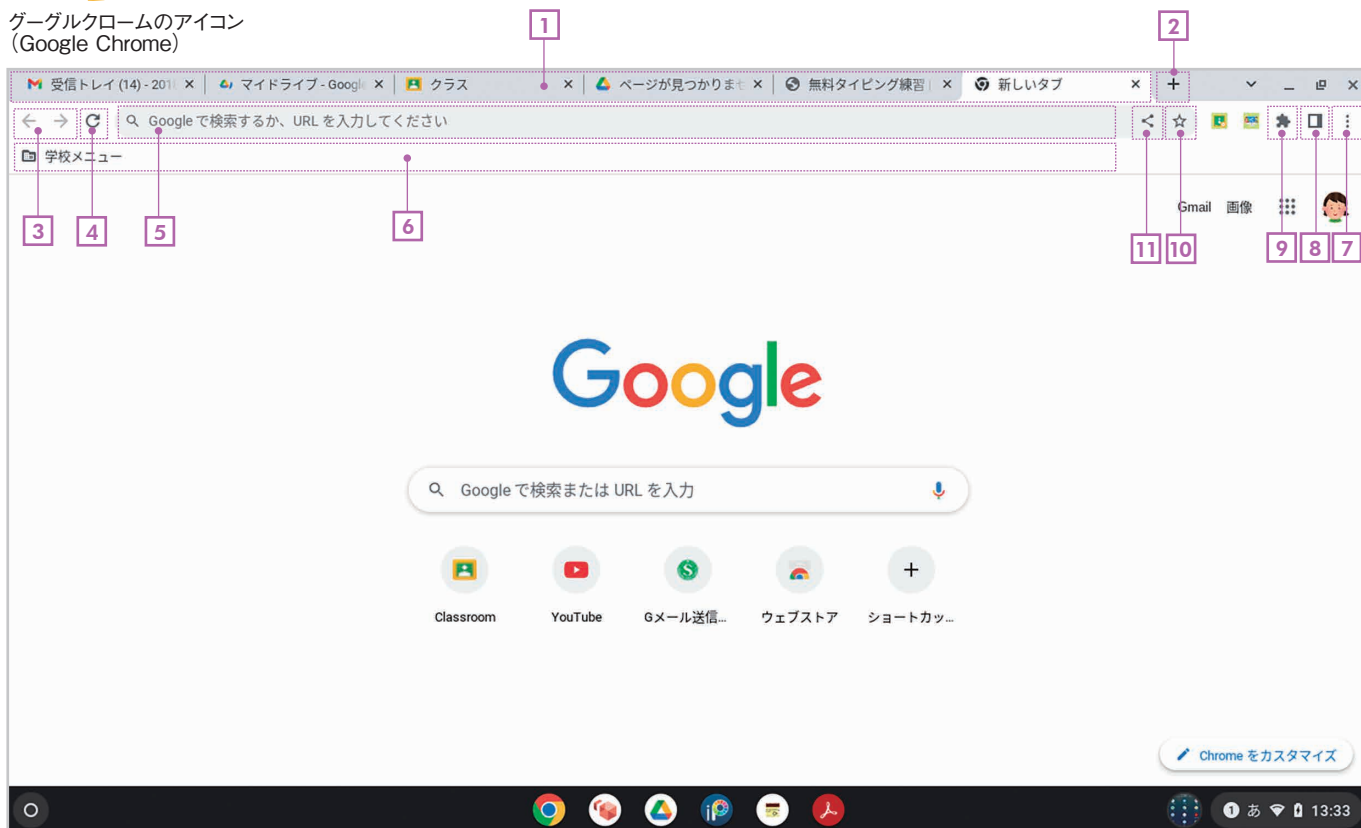 グーグルクロームのアイコン
（Google Chrome）
1
2
受信トレイ (14) - 201
マイドライブ - Google
クラス
ページが見つかりませ
無料タイピング練習 |
新しいタブ
Google で検索するか、URL を入力してください
学校メニュー
3
4
5
6
11
10
9
8
7
Gmail 画像
Google
Google で検索または URL を入力
Classroom
YouTube
Gメール送信...
ウェブストア
ショートカッ...
Chrome をカスタマイズ
1 あ 13:33